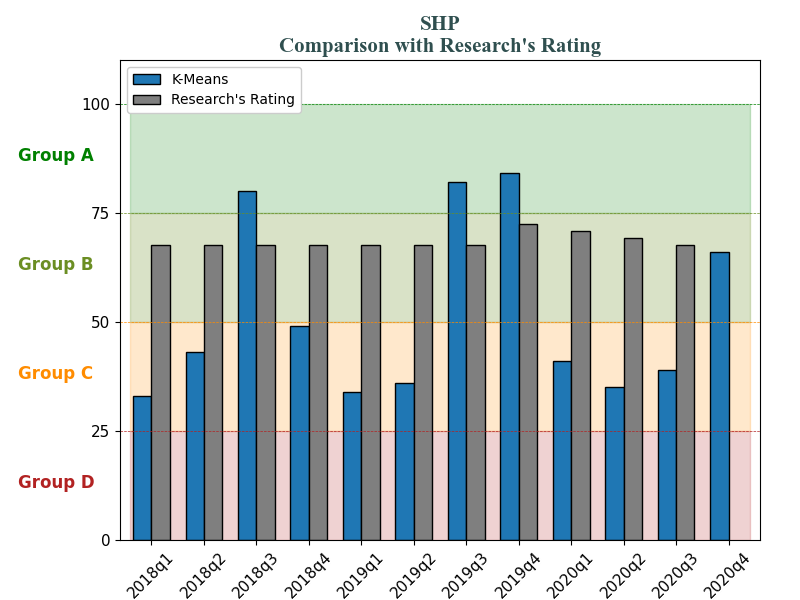 SHP
Comparison with Research's Rating
K-Means
Research's Rating
100
Group A
75
Group B
50
Group C
25
Group D
0
2018q1
2018q2
2018q3
2018q4
2019q1
2019q2
2019q3
2019q4
2020q1
2020q2
2020q3
2020q4